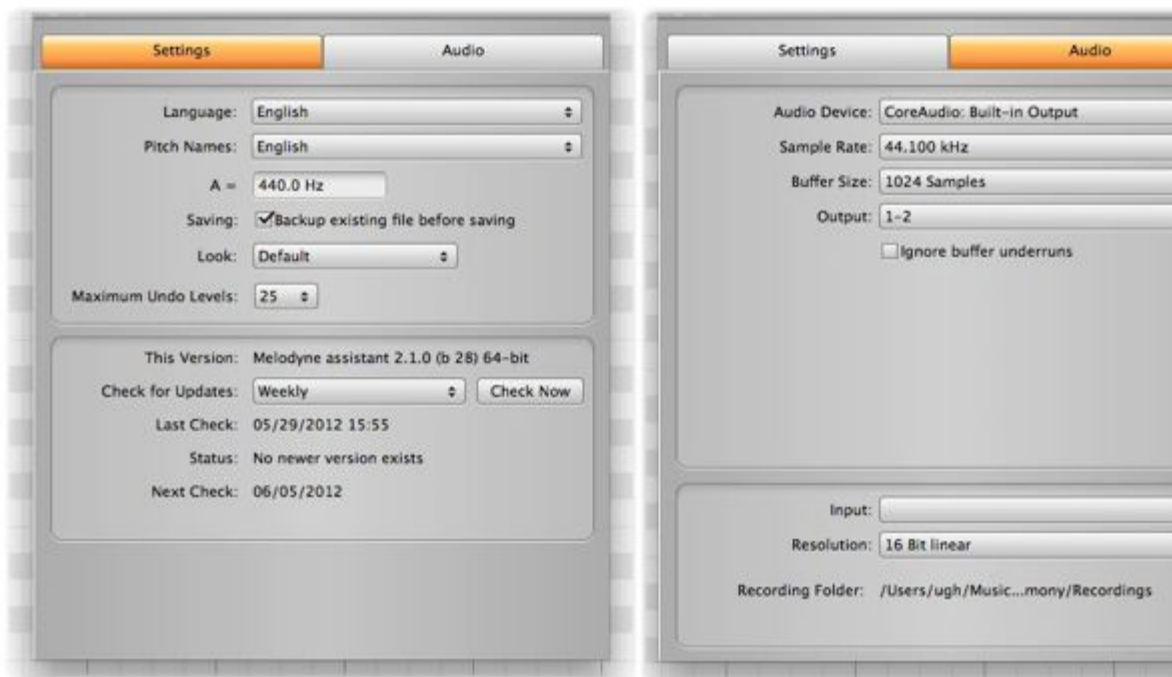 Settings Audio
Language: English
Pitch Names: English
A = 440.0 Hz
Saving: Backup existing file before saving
Look: Default
Maximum Undo Levels: 25
This Version: Melodyne assistant 2.1.0 (b 28) 64-bit
Check for Updates: Weekly Check Now
Last Check: 05/29/2012 15:55
Status: No newer version exists
Next Check: 06/05/2012
Settings Audio
Audio Device: CoreAudio: Built-in Output
Sample Rate: 44.100 kHz
Buffer Size: 1024 Samples
Output: 1-2
Ignore buffer underruns
Input:
Resolution: 16 Bit linear
Recording Folder: /Users/ugh/Music...mony/Recordings